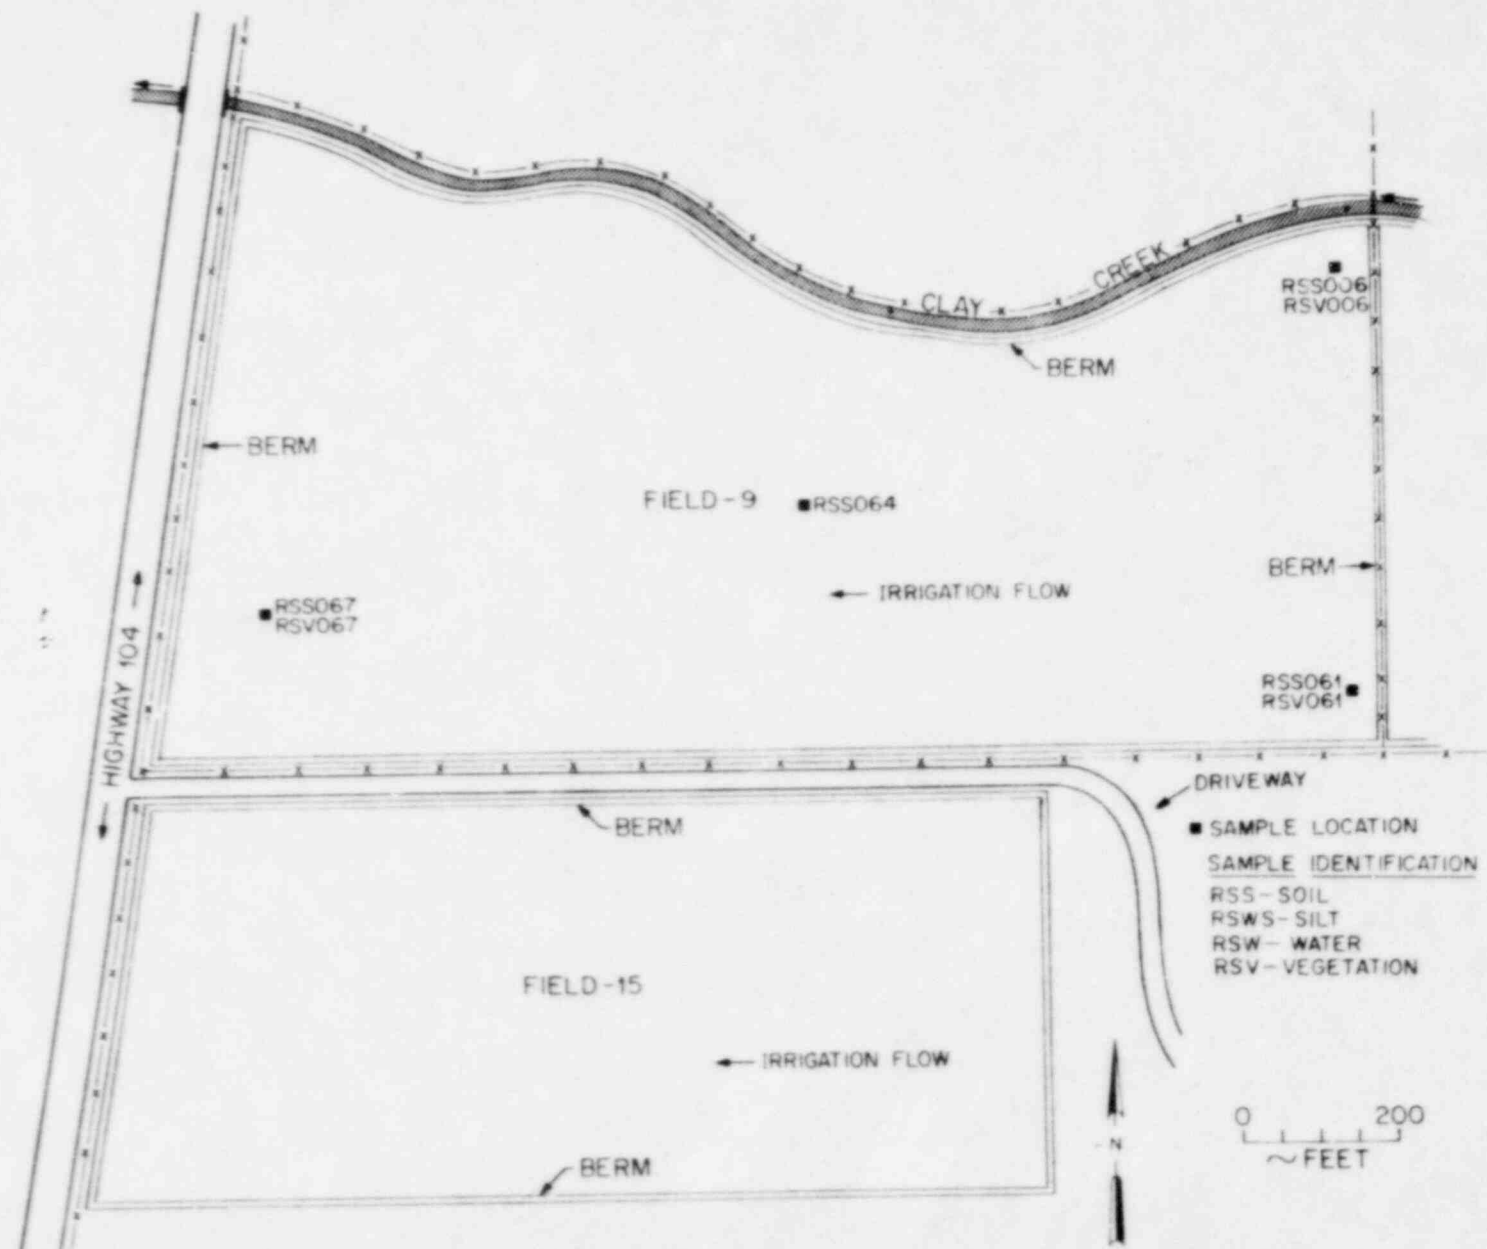 CLAY CREEK
RSS006
RSV006
BERM
BERM
FIELD-9
RSS064
BERM
IRRIGATION FLOW
RSS067
RSV067
HIGHWAY 104
RSS061
RSV061
DRIVEWAY
BERM
SAMPLE LOCATION
SAMPLE IDENTIFICATION
RSS-SOIL
RSWS-SILT
RSW-WATER
RSV-VEGETATION
FIELD-15
IRRIGATION FLOW
0 200
~FEET
N
BERM